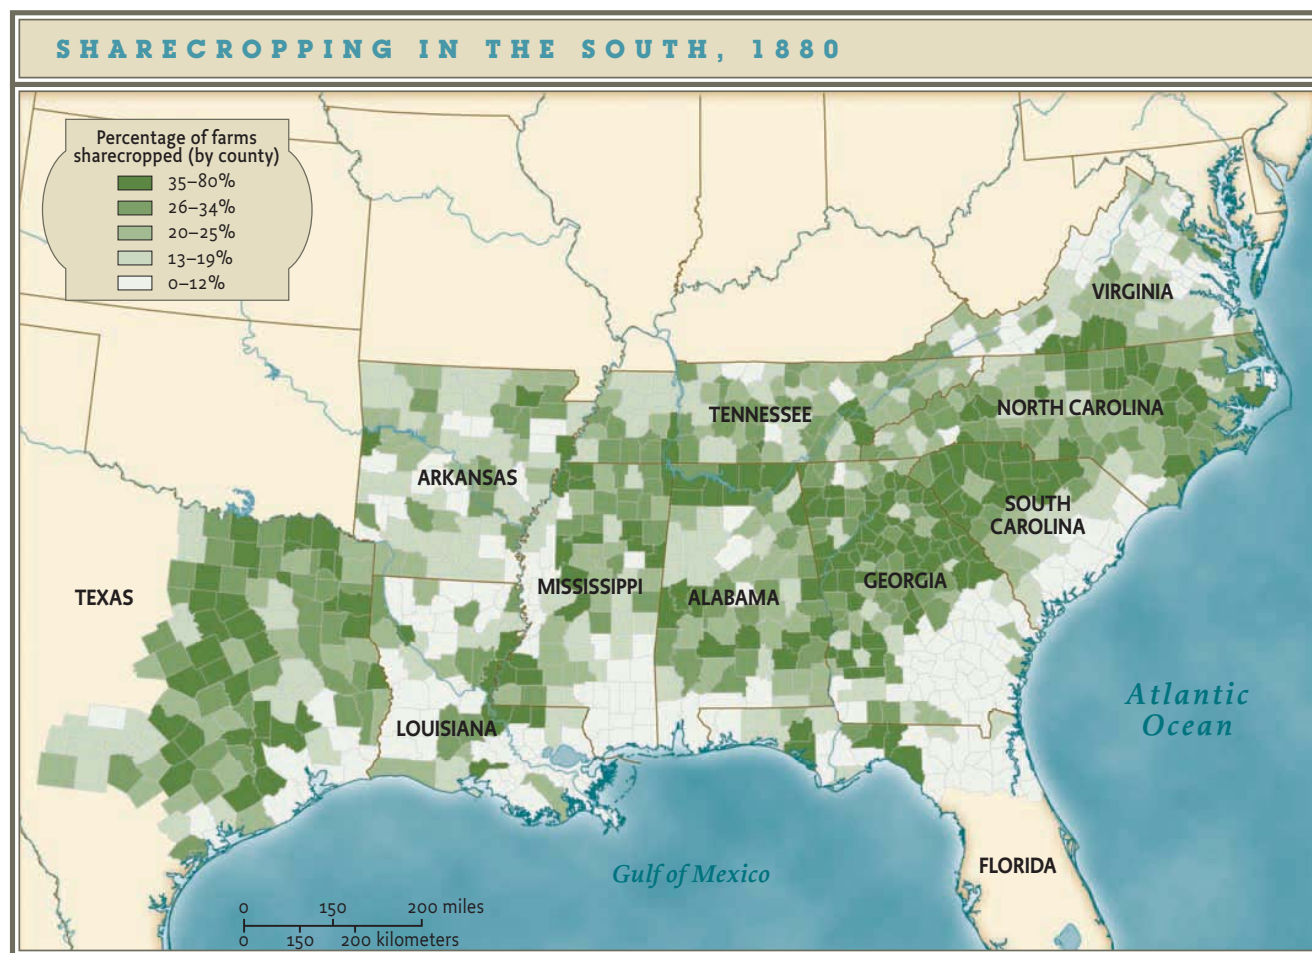 SHARECROPPING IN THE SOUTH, 1880
Percentage of farms
sharecropped (by county)
35–80%
26–34%
20–25%
13–19%
0–12%
VIRGINIA
TENNESSEE
NORTH CAROLINA
ARKANSAS
SOUTH
CAROLINA
TEXAS
MISSISSIPPI
ALABAMA
GEORGIA
LOUISIANA
Atlantic
Ocean
FLORIDA
Gulf of Mexico
0 150 200 miles
0 150 200 kilometers